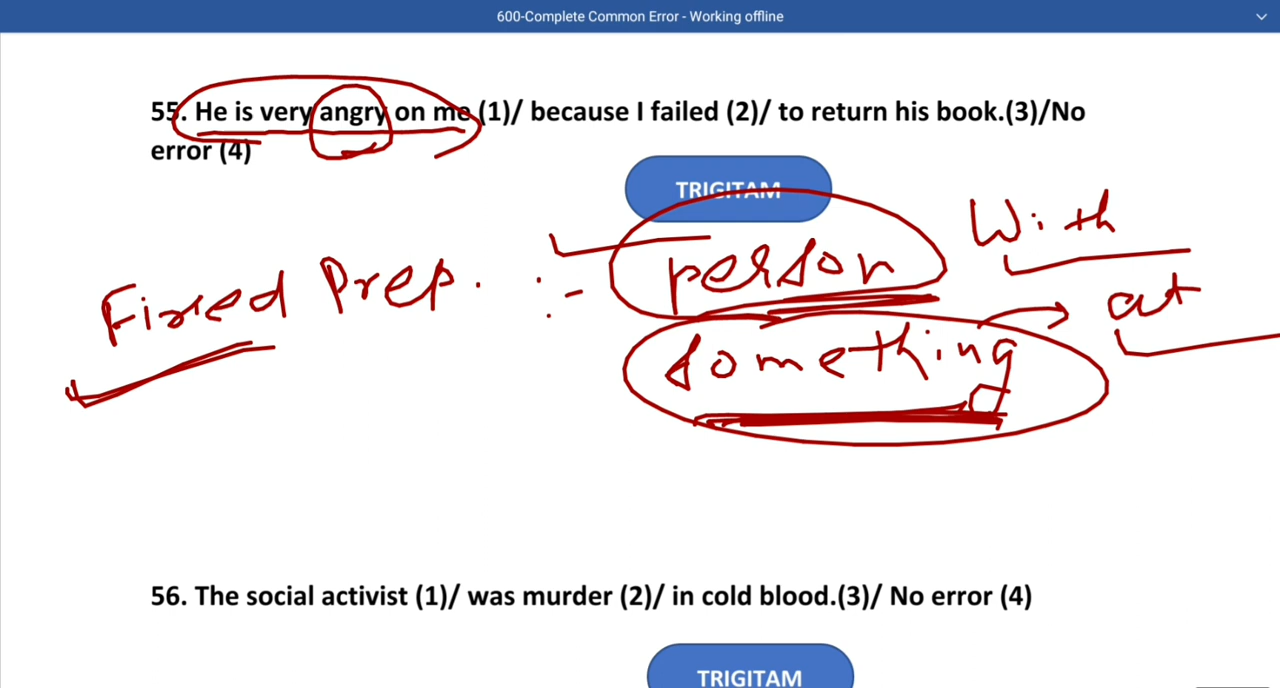 600-Complete Common Error - Working offline
55. He is very angry on me (1)/ because I failed (2)/ to return his book.(3)/No
error (4)
TRIGITAM
Fixed Prep. :- person With
something → at
56. The social activist (1)/ was murder (2)/ in cold blood.(3)/ No error (4)
TRIGITAM